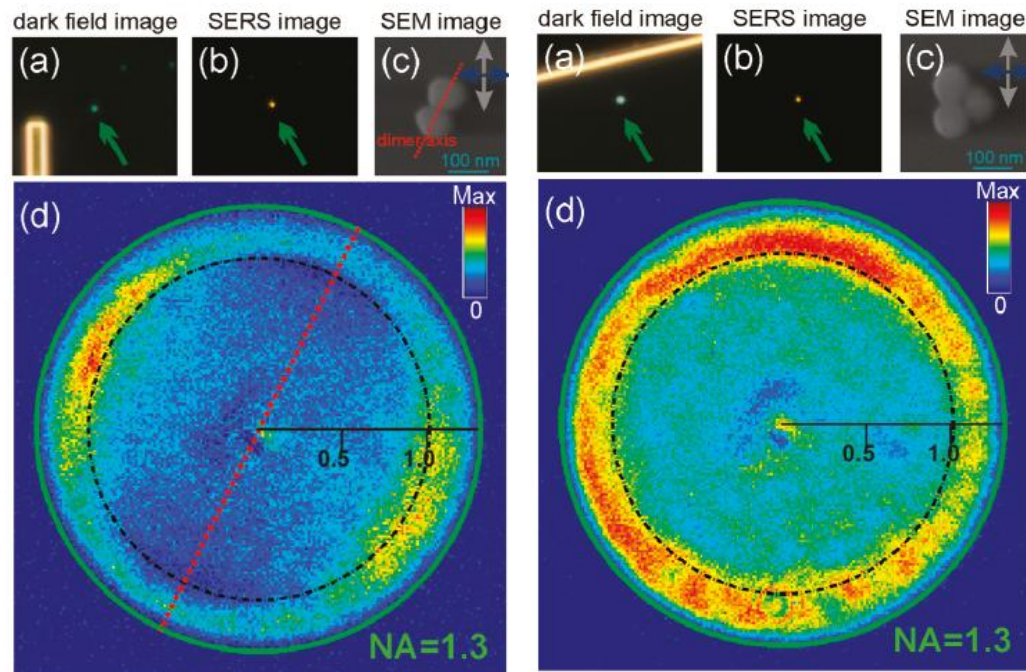 dark field image SERS image SEM image
(a) (b) (c)
dimer axis
100 nm
(d)
Max
0
0.5 1.0
NA=1.3
dark field image SERS image SEM image
(a) (b) (c)
100 nm
(d)
Max
0
0.5 1.0
NA=1.3